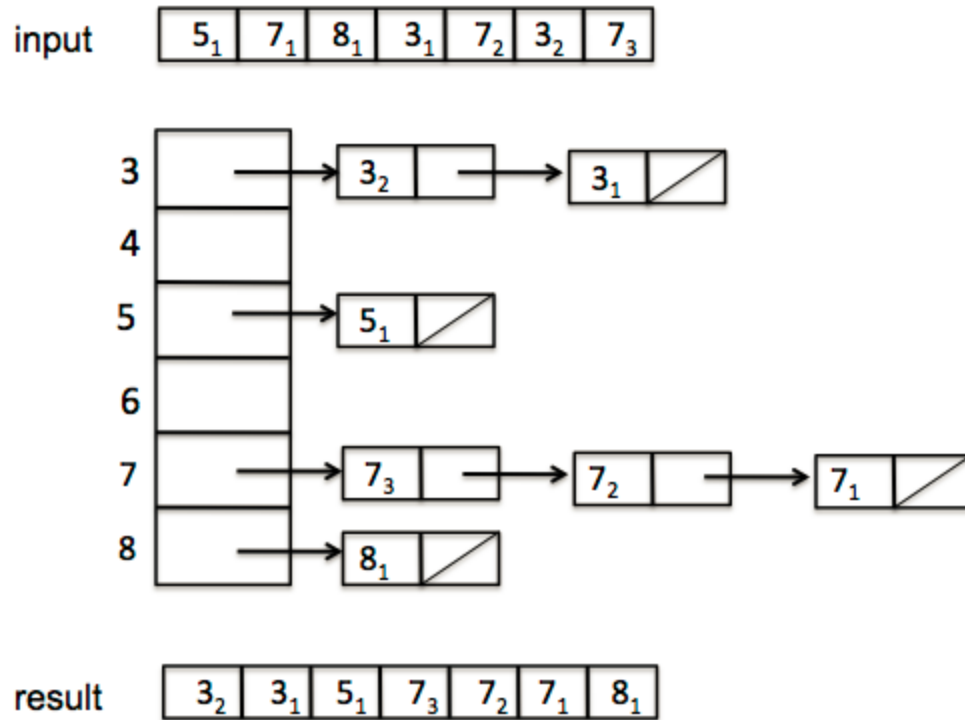 input 5₁ 7₁ 8₁ 3₁ 7₂ 3₂ 7₃
3 3₂ 3₁
4
5 5₁
6
7 7₃ 7₂ 7₁
8 8₁
result 3₂ 3₁ 5₁ 7₃ 7₂ 7₁ 8₁